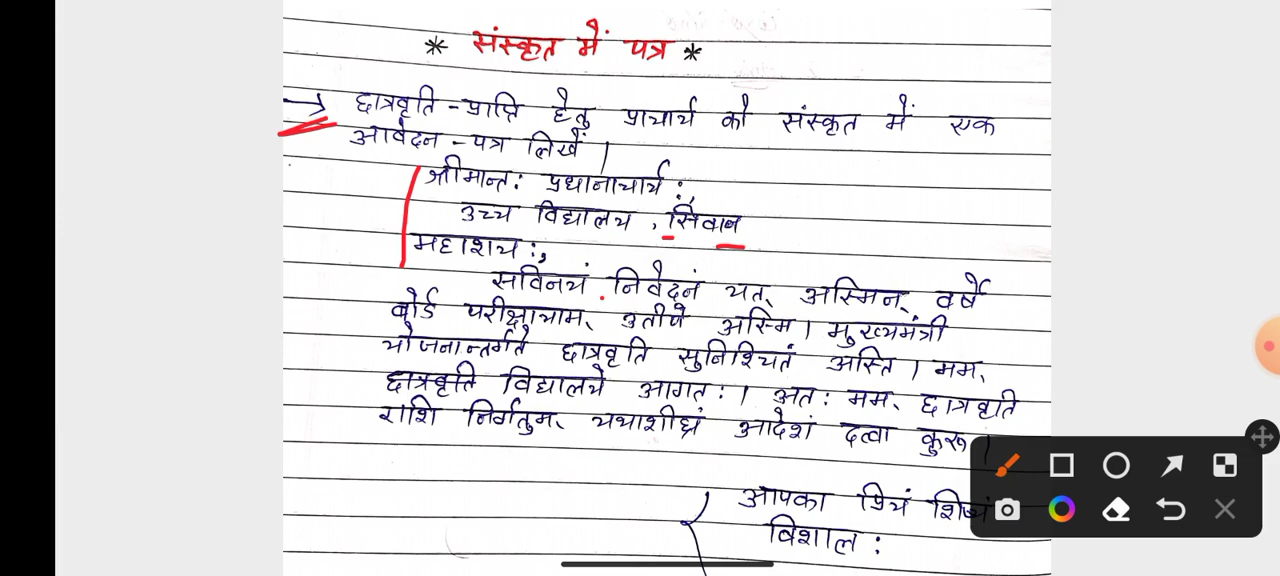 * संस्कृत में पत्र *
→ छात्रवृति - प्राप्ति हेतु प्राचार्य को संस्कृत में एक
आवेदन - पत्र लिखें |
श्रीमान्त: प्रधानाचार्य :
उच्च विद्यालय , सिवान
महाशय :,
सविनयं निवेदनं यत् अस्मिन् वर्षे
बोर्ड परीक्षायाम् उतीर्ण अस्मि | मुख्यमंत्री
योजनान्तर्गते छात्रवृति सुनिश्चितं अस्ति | मम्
छात्रवृति विद्यालये आगत : | अत : मम् छात्रवृति
राशि निर्गतुम् यथाशीघ्रं आदेशं दत्वा कुरू |
आपका प्रियं शिष्यं
विशाल :